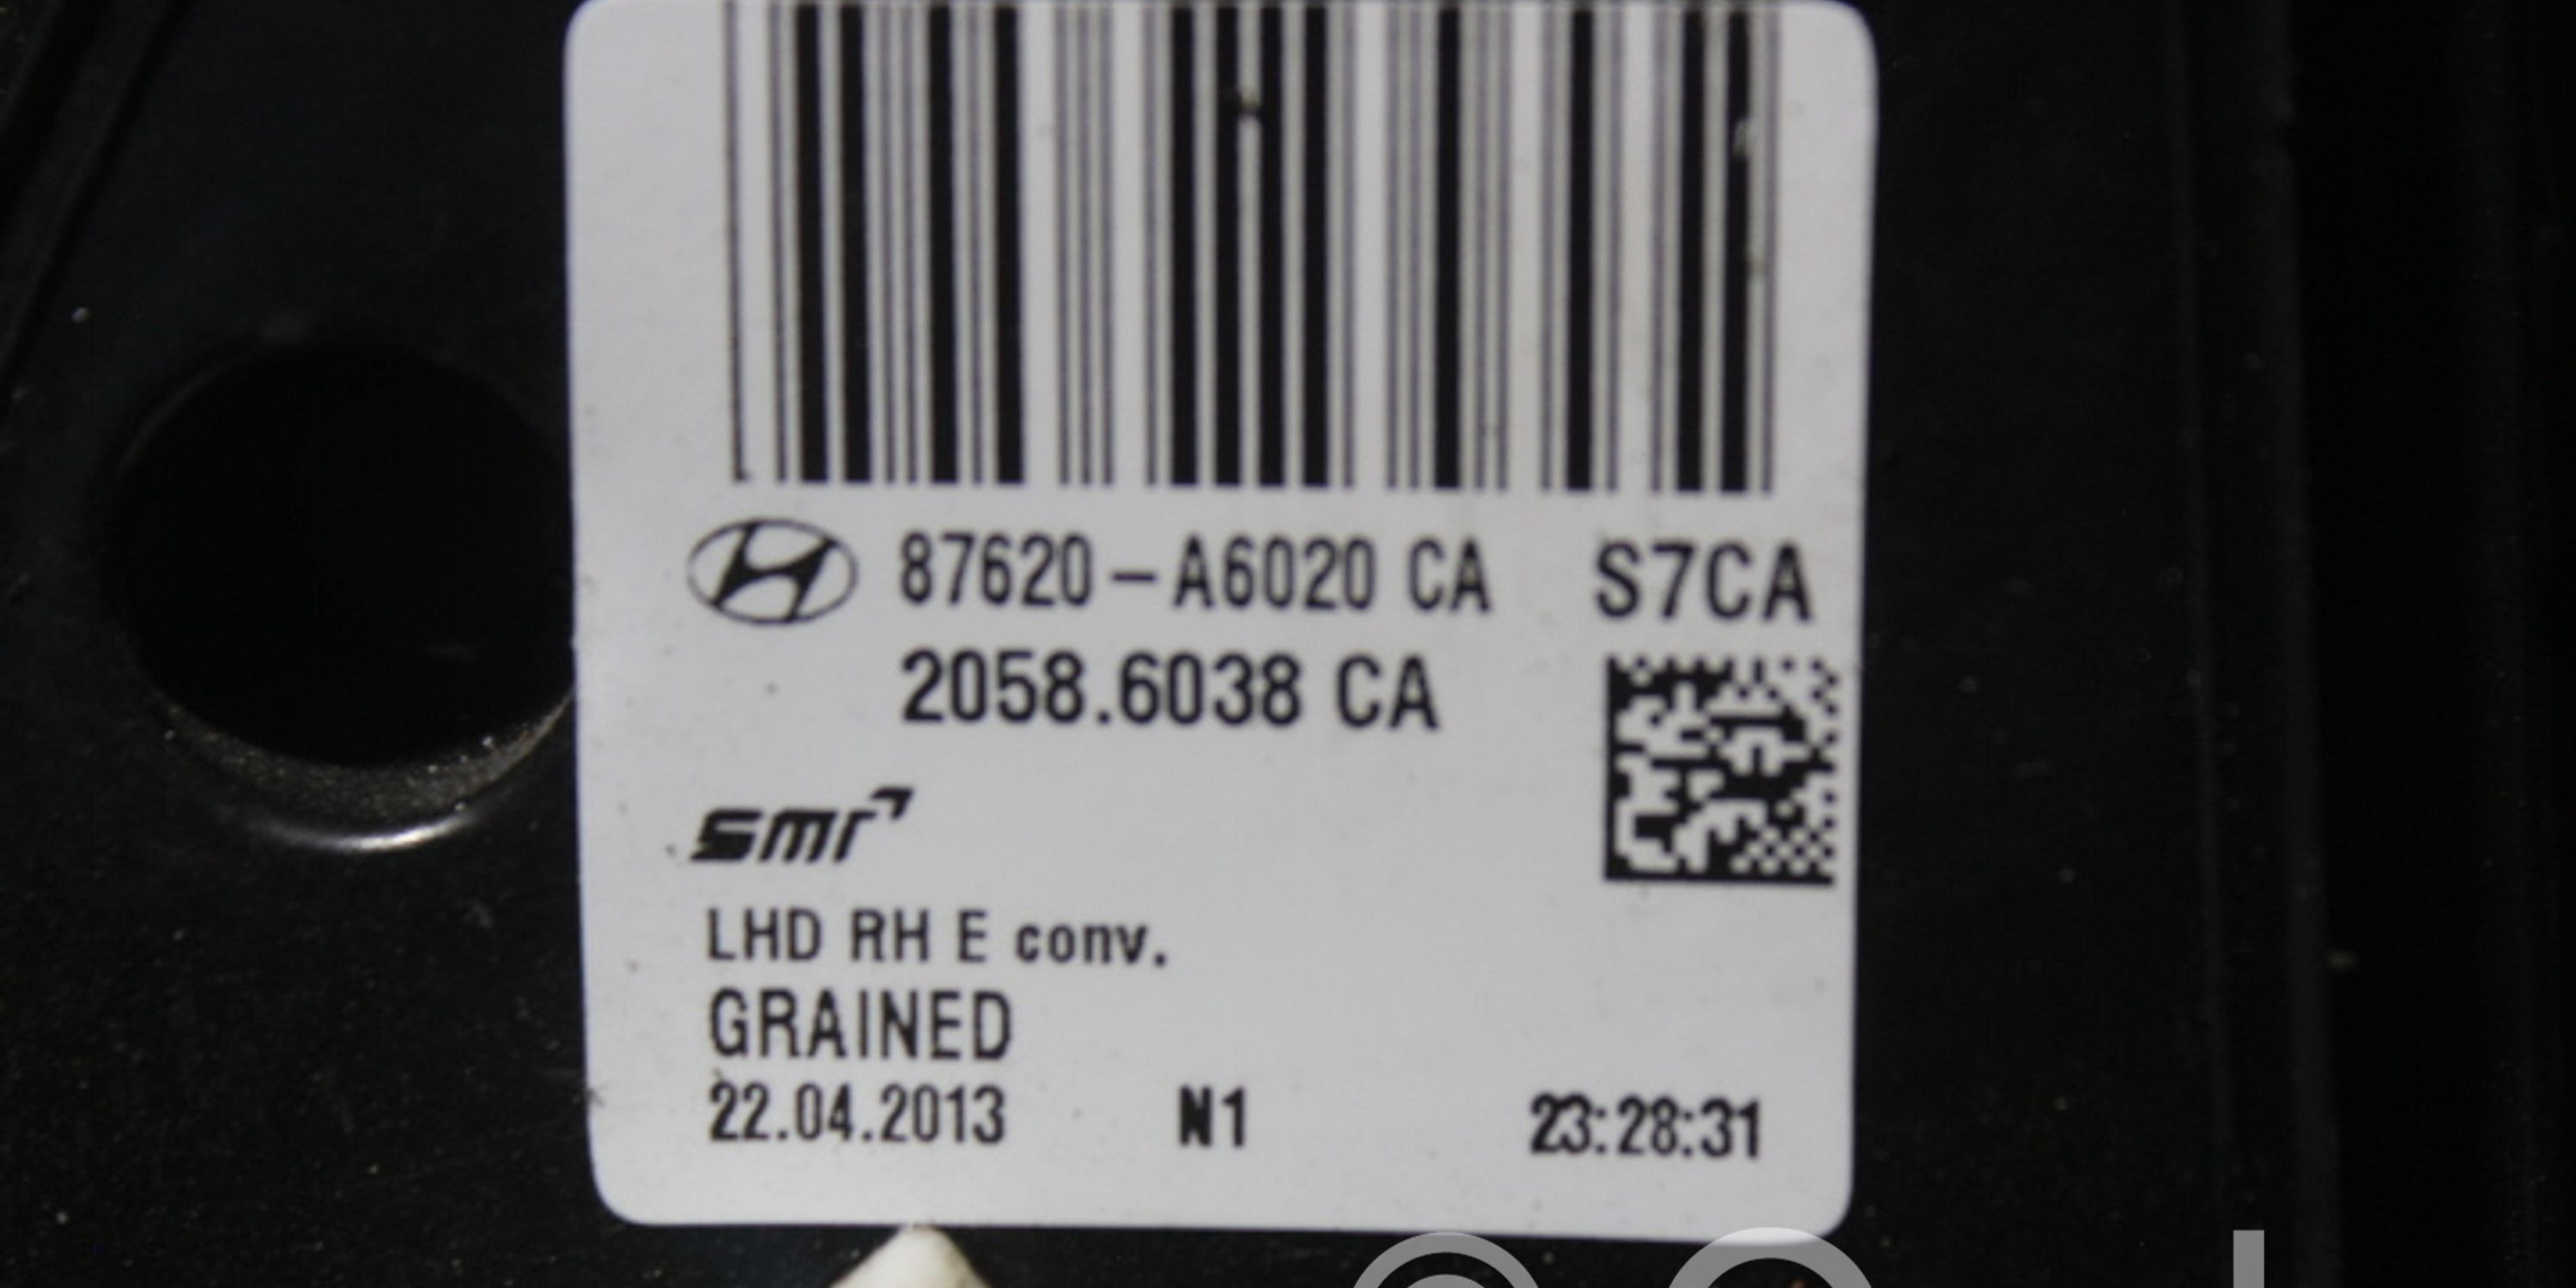 87620-A6020 CA S7CA
2058.6038 CA
smr
LHD RH E conv.
GRAINED
22.04.2013 N1 23:28:31